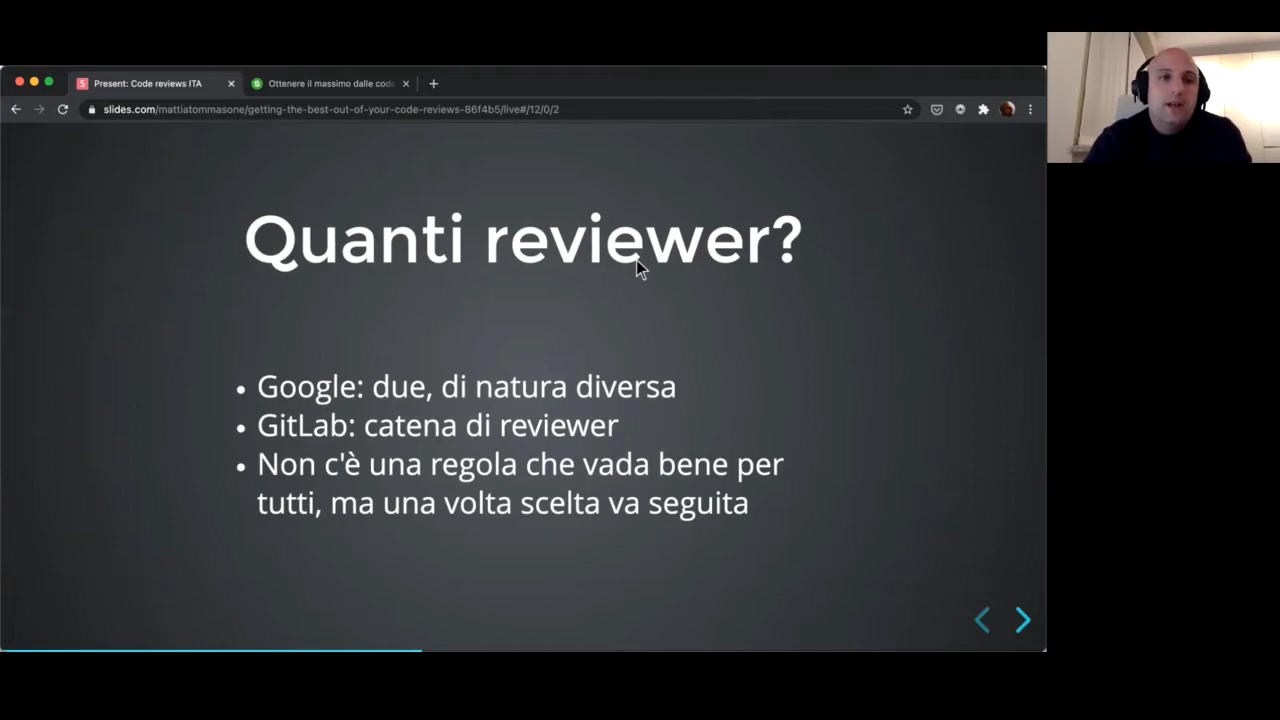 Present: Code reviews ITA
Ottenere il massimo dalle code
slides.com/mattiatommasone/getting-the-best-out-of-your-code-reviews-86f4b5/live#/12/0/2
Quanti reviewer?
• Google: due, di natura diversa
• GitLab: catena di reviewer
• Non c'è una regola che vada bene per
tutti, ma una volta scelta va seguita